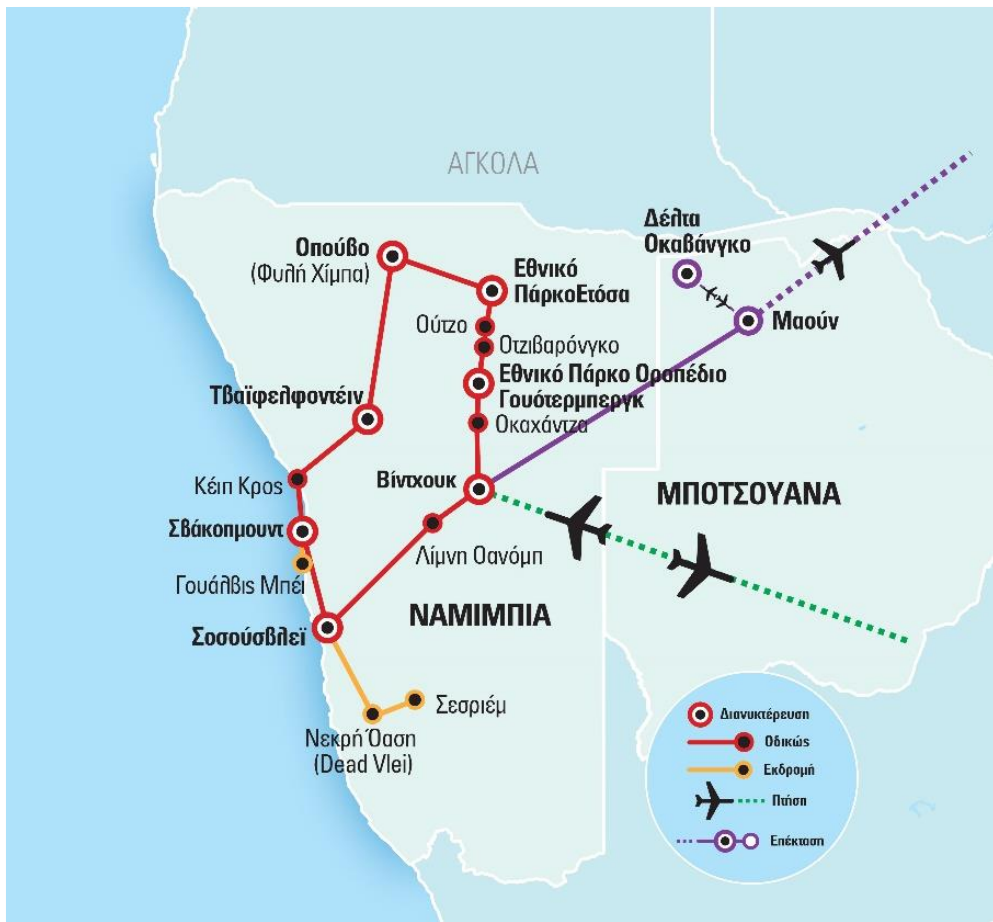 ΑΓΚΟΛΑ
Οπούβο
(Φυλή Χίμπα)
Εθνικό
ΠάρκοΕτόσα
Δέλτα
Οκαβάνγκο
Μαούν
Ούτζο
Οτζιβαρόνγκο
Εθνικό Πάρκο Οροπέδιο
Γουότερμπεργκ
Οκαχάντζα
Τβαϊφελφοντέιν
Κέιπ Κρος
Βίντχουκ
ΜΠΟΤΣΟΥΑΝΑ
Σβάκοπμουντ
Λίμνη Οανόμπ
Γουάλβις Μπέι
ΝΑΜΙΜΠΙΑ
Σοσούσβλεϊ
Σεσριέμ
Νεκρή Όαση
(Dead Vlei)
Διανυκτέρευση
Οδικώς
Εκδρομή
Πτήση
Επέκταση